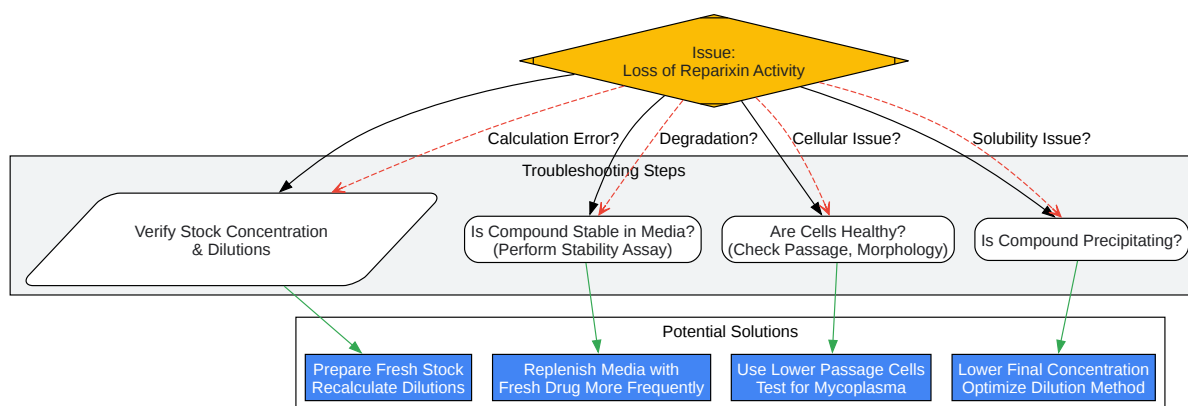 Issue:
Loss of Reparixin Activity
Calculation Error?
Degradation?
Cellular Issue?
Solubility Issue?
Troubleshooting Steps
Verify Stock Concentration
& Dilutions
Is Compound Stable in Media?
(Perform Stability Assay)
Are Cells Healthy?
(Check Passage, Morphology)
Is Compound Precipitating?
Potential Solutions
Prepare Fresh Stock
Recalculate Dilutions
Replenish Media with
Fresh Drug More Frequently
Use Lower Passage Cells
Test for Mycoplasma
Lower Final Concentration
Optimize Dilution Method